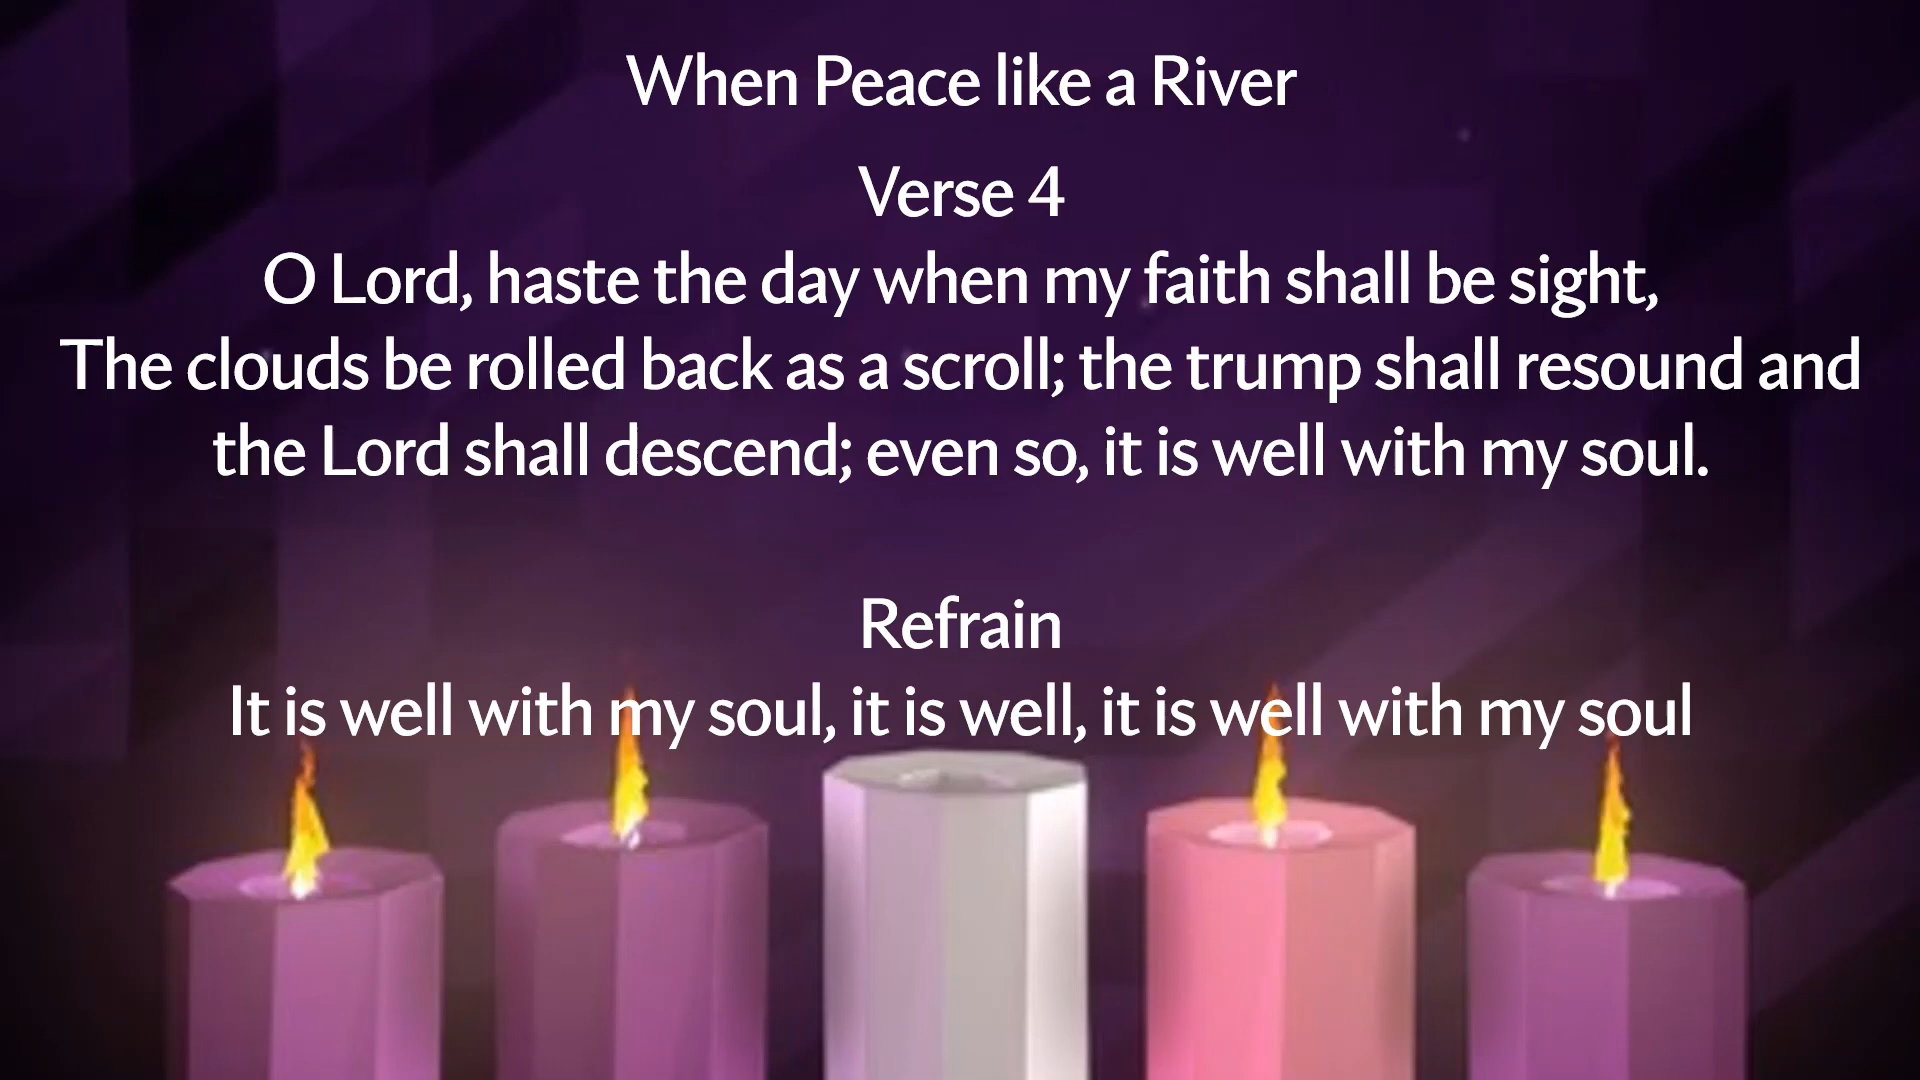 When Peace like a River
Verse 4
O Lord, haste the day when my faith shall be sight,
The clouds be rolled back as a scroll; the trump shall resound and
the Lord shall descend; even so, it is well with my soul.
Refrain
It is well with my soul, it is well, it is well with my soul